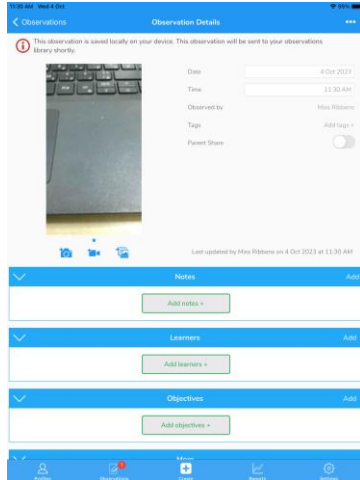 11:30 AM Wed 4 Oct
95%
Observations
Observation Details
This observation is saved locally on your device. This observation will be sent to your observations
library shortly.
Date
4 Oct 2023
Time
11:30 AM
Observed by
Miss Ribbens
Tags
Add tags +
Parent Share
Last updated by Miss Ribbens on 4 Oct 2023 at 11:30 AM
Notes
Add
Add notes +
Learners
Add
Add learners +
Objectives
Add
Add objectives +
More
Profiles
Observations
Create
Reports
Settings